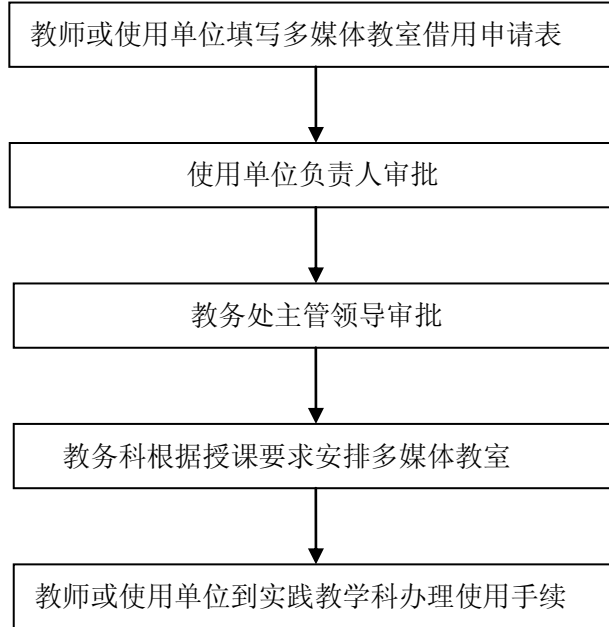 教师或使用单位填写多媒体教室借用申请表
使用单位负责人审批
教务处主管领导审批
教务科根据授课要求安排多媒体教室
教师或使用单位到实践教学科办理使用手续